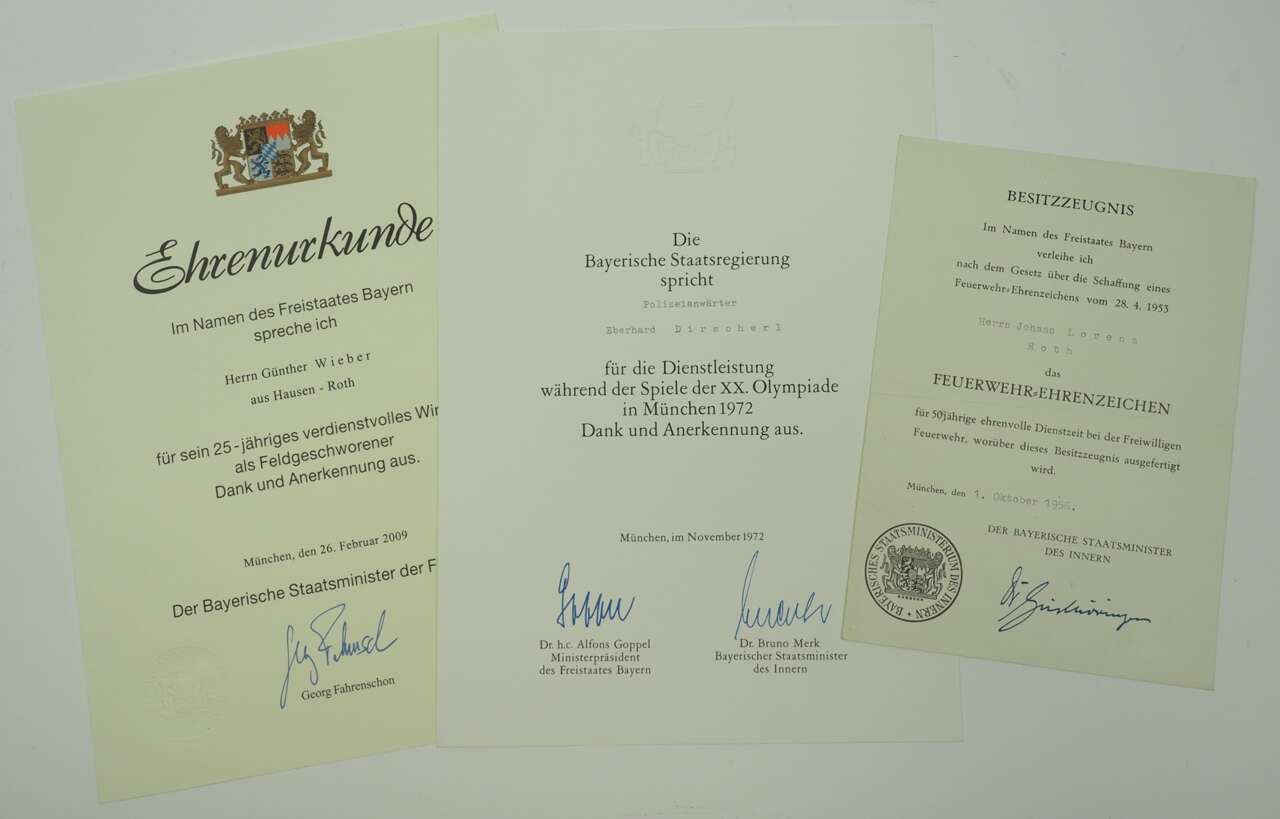 Ehrenurkunde
Im Namen des Freistaates Bayern
spreche ich
Herrn Günther Wieber
aus Hausen - Roth
für sein 25-jähriges verdienstvolles Wir
als Feldgeschworener
Dank und Anerkennung aus.
München, den 26. Februar 2009
Der Bayerische Staatsminister der F
Georg Fahrenschon
Die
Bayerische Staatsregierung
spricht
Polizeianwärter
Eberhard Dirscherl
für die Dienstleistung
während der Spiele der XX. Olympiade
in München 1972
Dank und Anerkennung aus.
München, im November 1972
Goppel
Dr. h.c. Alfons Goppel
Ministerpräsident
des Freistaates Bayern
Dr. Bruno Merk
Bayerischer Staatsminister
des Innern
BESITZZEUGNIS
Im Namen des Freistaates Bayern
verleihe ich
nach dem Gesetz über die Schaffung eines
Feuerwehr-Ehrenzeichens vom 28. 4. 1953
Herrn Johann Lorenz
Roth
das
FEUERWEHR-EHRENZEICHEN
für 50jährige ehrenvolle Dienstzeit bei der Freiwilligen
Feuerwehr, worüber dieses Besitzzeugnis ausgefertigt
wird.
München, den 1. Oktober
DER BAYERISCHE STAATSMINISTER
DES INNERN
BAYERISCHES STAATSMINISTERIUM DES INNERN